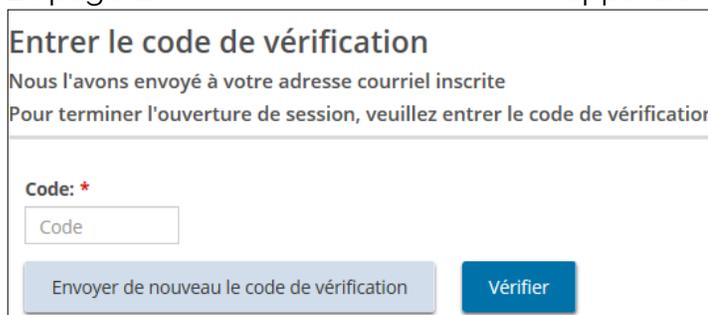 Entrer le code de vérification
Nous l'avons envoyé à votre adresse courriel inscrite
Pour terminer l'ouverture de session, veuillez entrer le code de vérification
Code: *
Code
Envoyer de nouveau le code de vérification
Vérifier